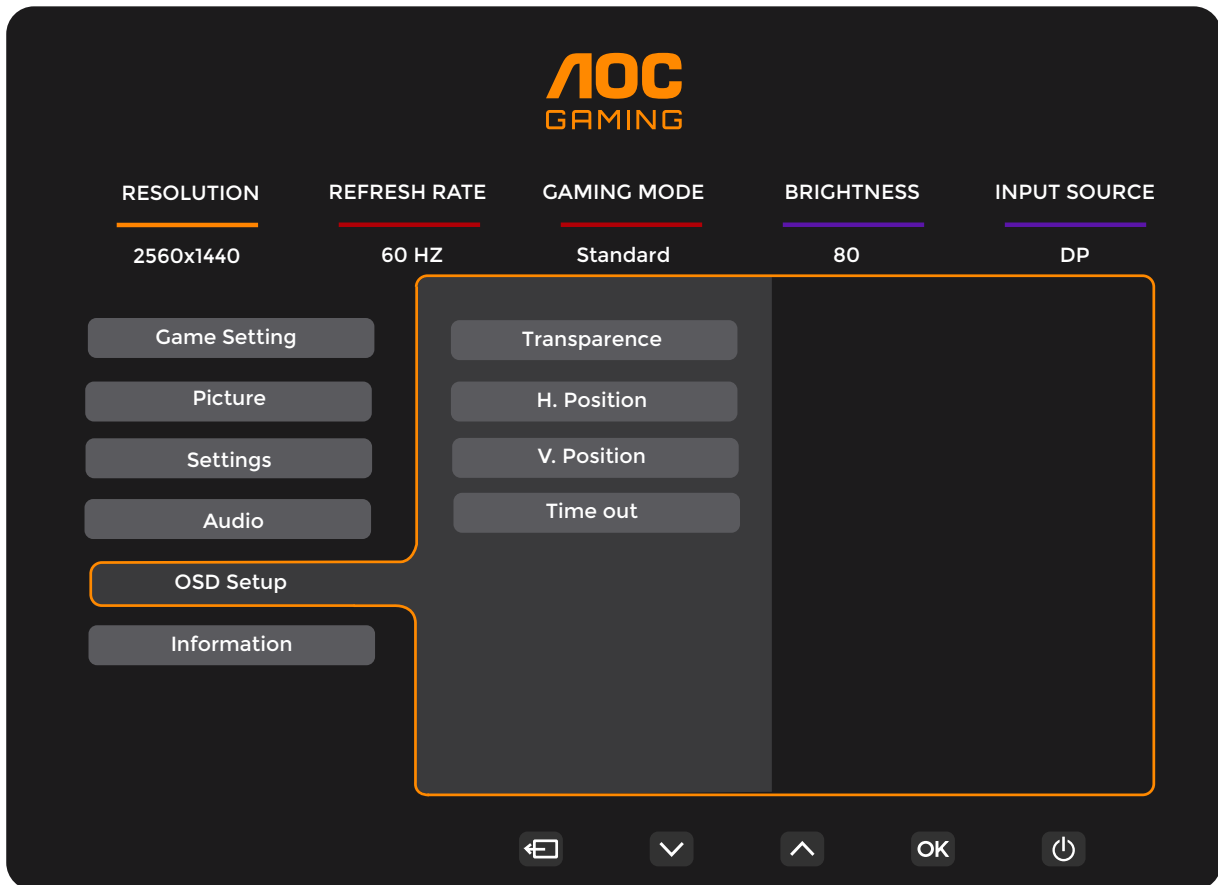 AOC
GAMING
RESOLUTION REFRESH RATE GAMING MODE BRIGHTNESS INPUT SOURCE
2560x1440 60 HZ Standard 80 DP
Game Setting Transparence
Picture H. Position
Settings V. Position
Audio Time out
OSD Setup
Information
OK